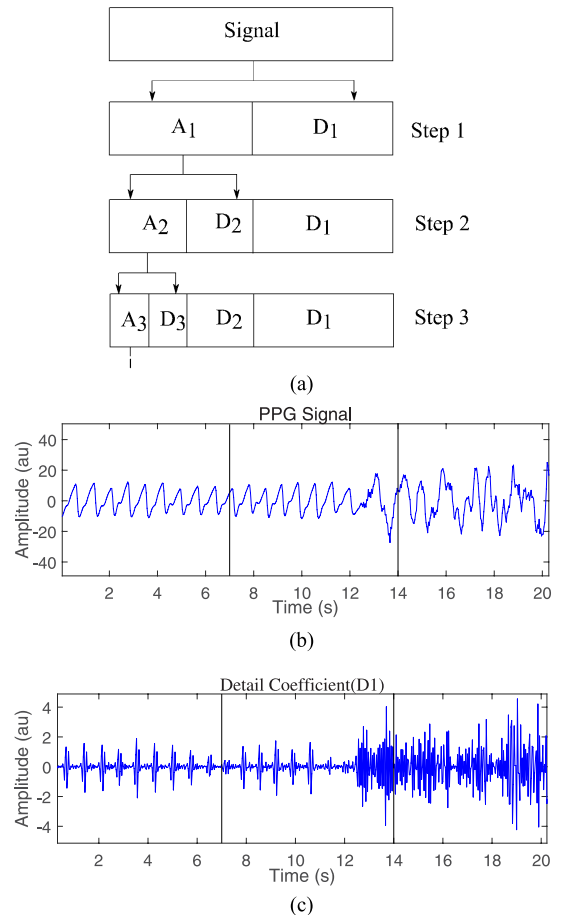 Signal
A1 D1 Step 1
A2 D2 D1 Step 2
A3 D3 D2 D1 Step 3
(a)
PPG Signal
Amplitude (au)
40
20
0
-20
-40
2 4 6 8 10 12 14 16 18 20
Time (s)
(b)
Detail Coefficient(D1)
Amplitude (au)
4
2
0
-2
-4
2 4 6 8 10 12 14 16 18 20
Time (s)
(c)